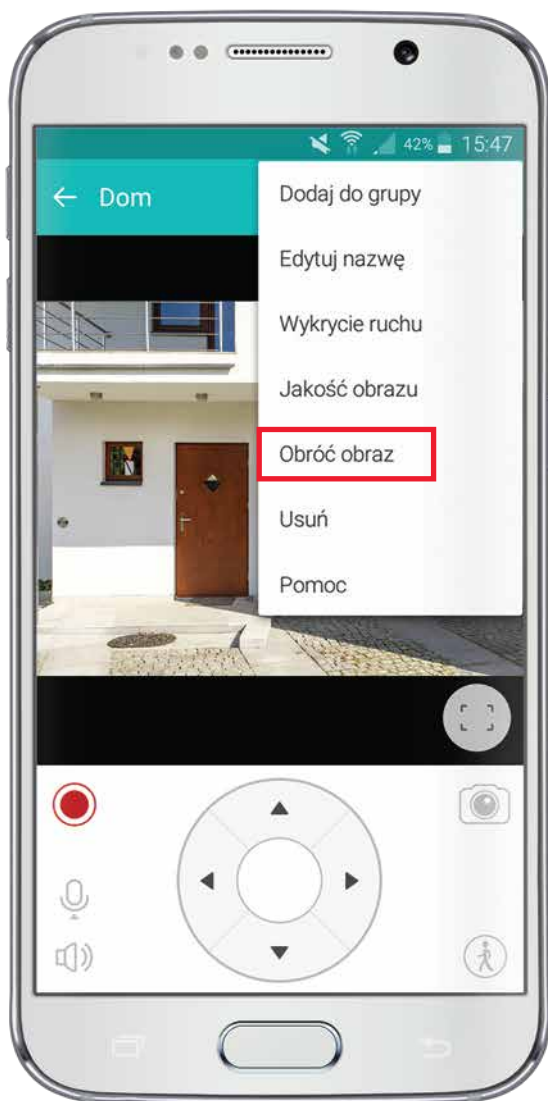 42% 15:47
← Dom
Dodaj do grupy
Edytuj nazwę
Wykrycie ruchu
Jakość obrazu
Obróć obraz
Usuń
Pomoc